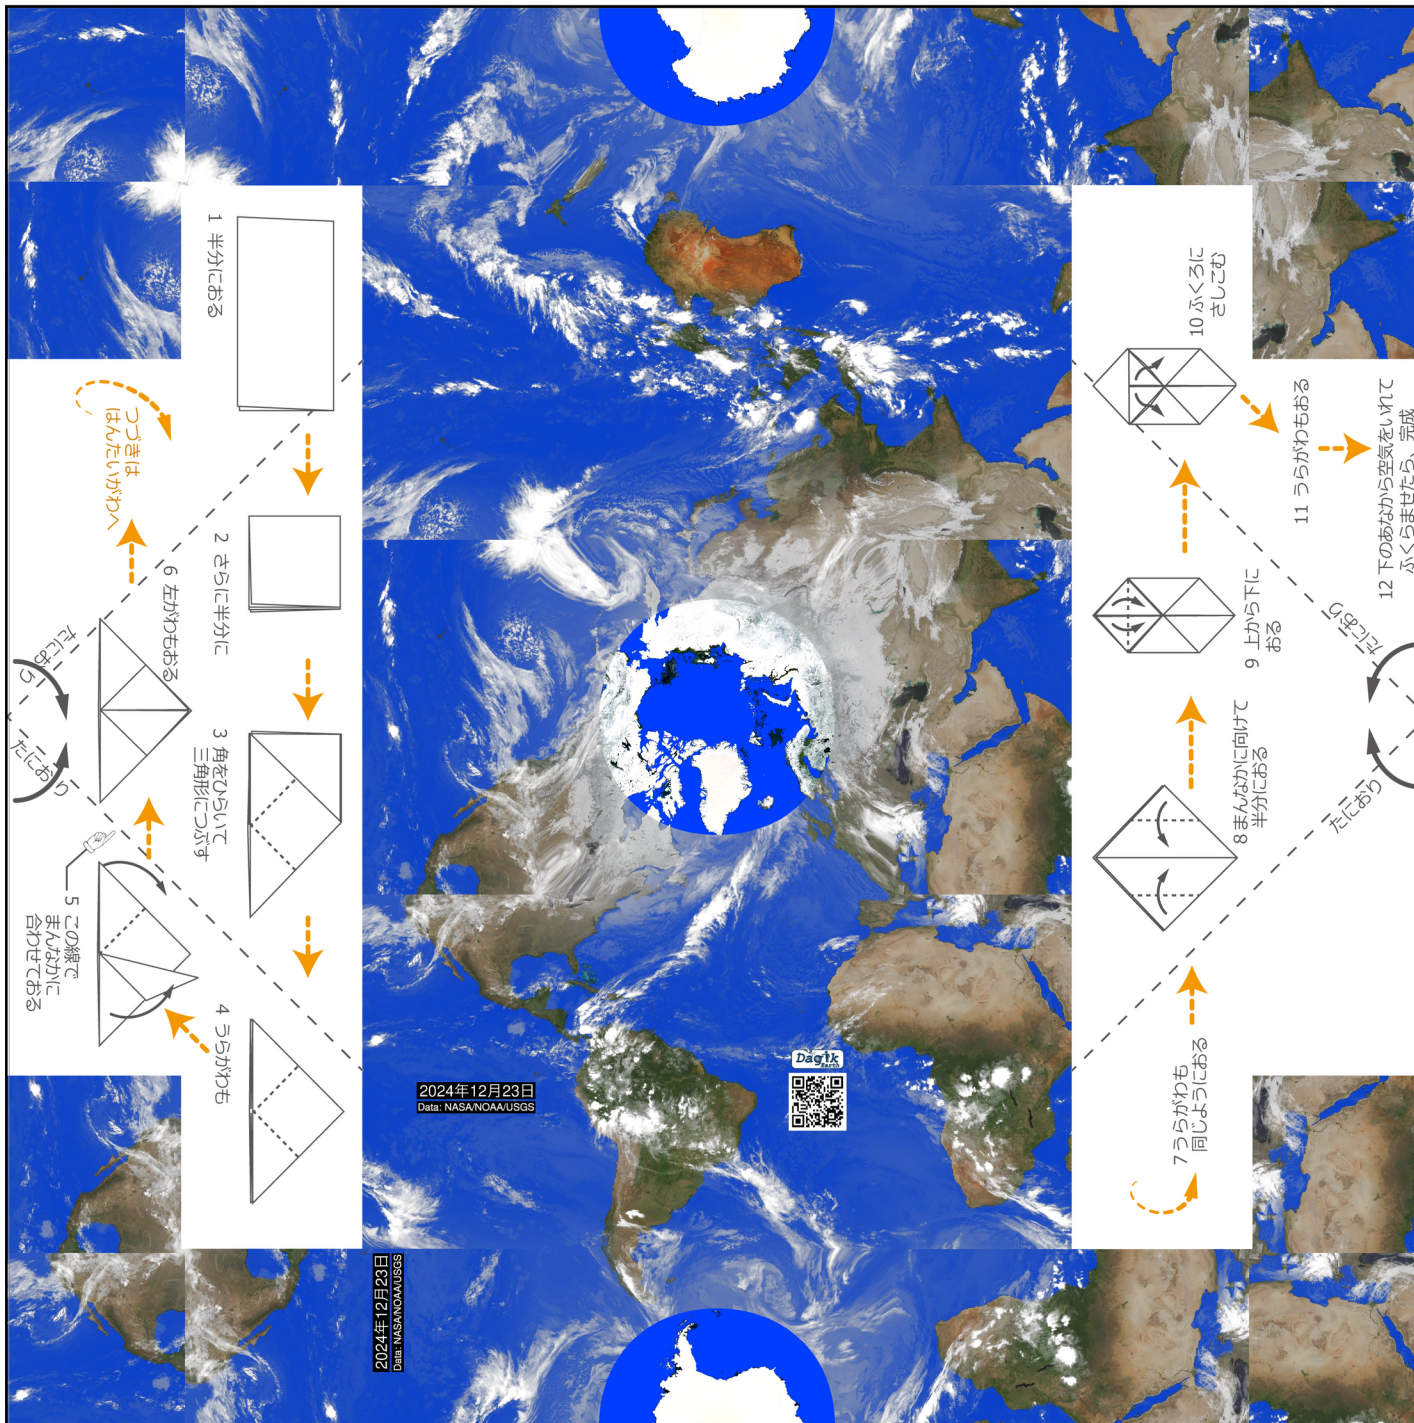 1 半分におる
2 さらに半分に
3 角をひらいて
三角形につぶす
4 うらがわも
5 この線で
まんなかに
合わせておる
6 左がわもおる
つづきは
はんたいがわへ
たにおり
たにおり
7 うらがわも
同じようにおる
8 まんなかに向けて
半分におる
9 上から下に
おる
10 ふくろに
さしこむ
11 うらがわもおる
12 下のあなから空気をいれて
ふくらませたら、完成
たにおり
たにおり
Dagik
Earth
2024年12月23日
Data: NASA/NOAA/USGS
2024年12月23日
Data: NASA/NOAA/USGS